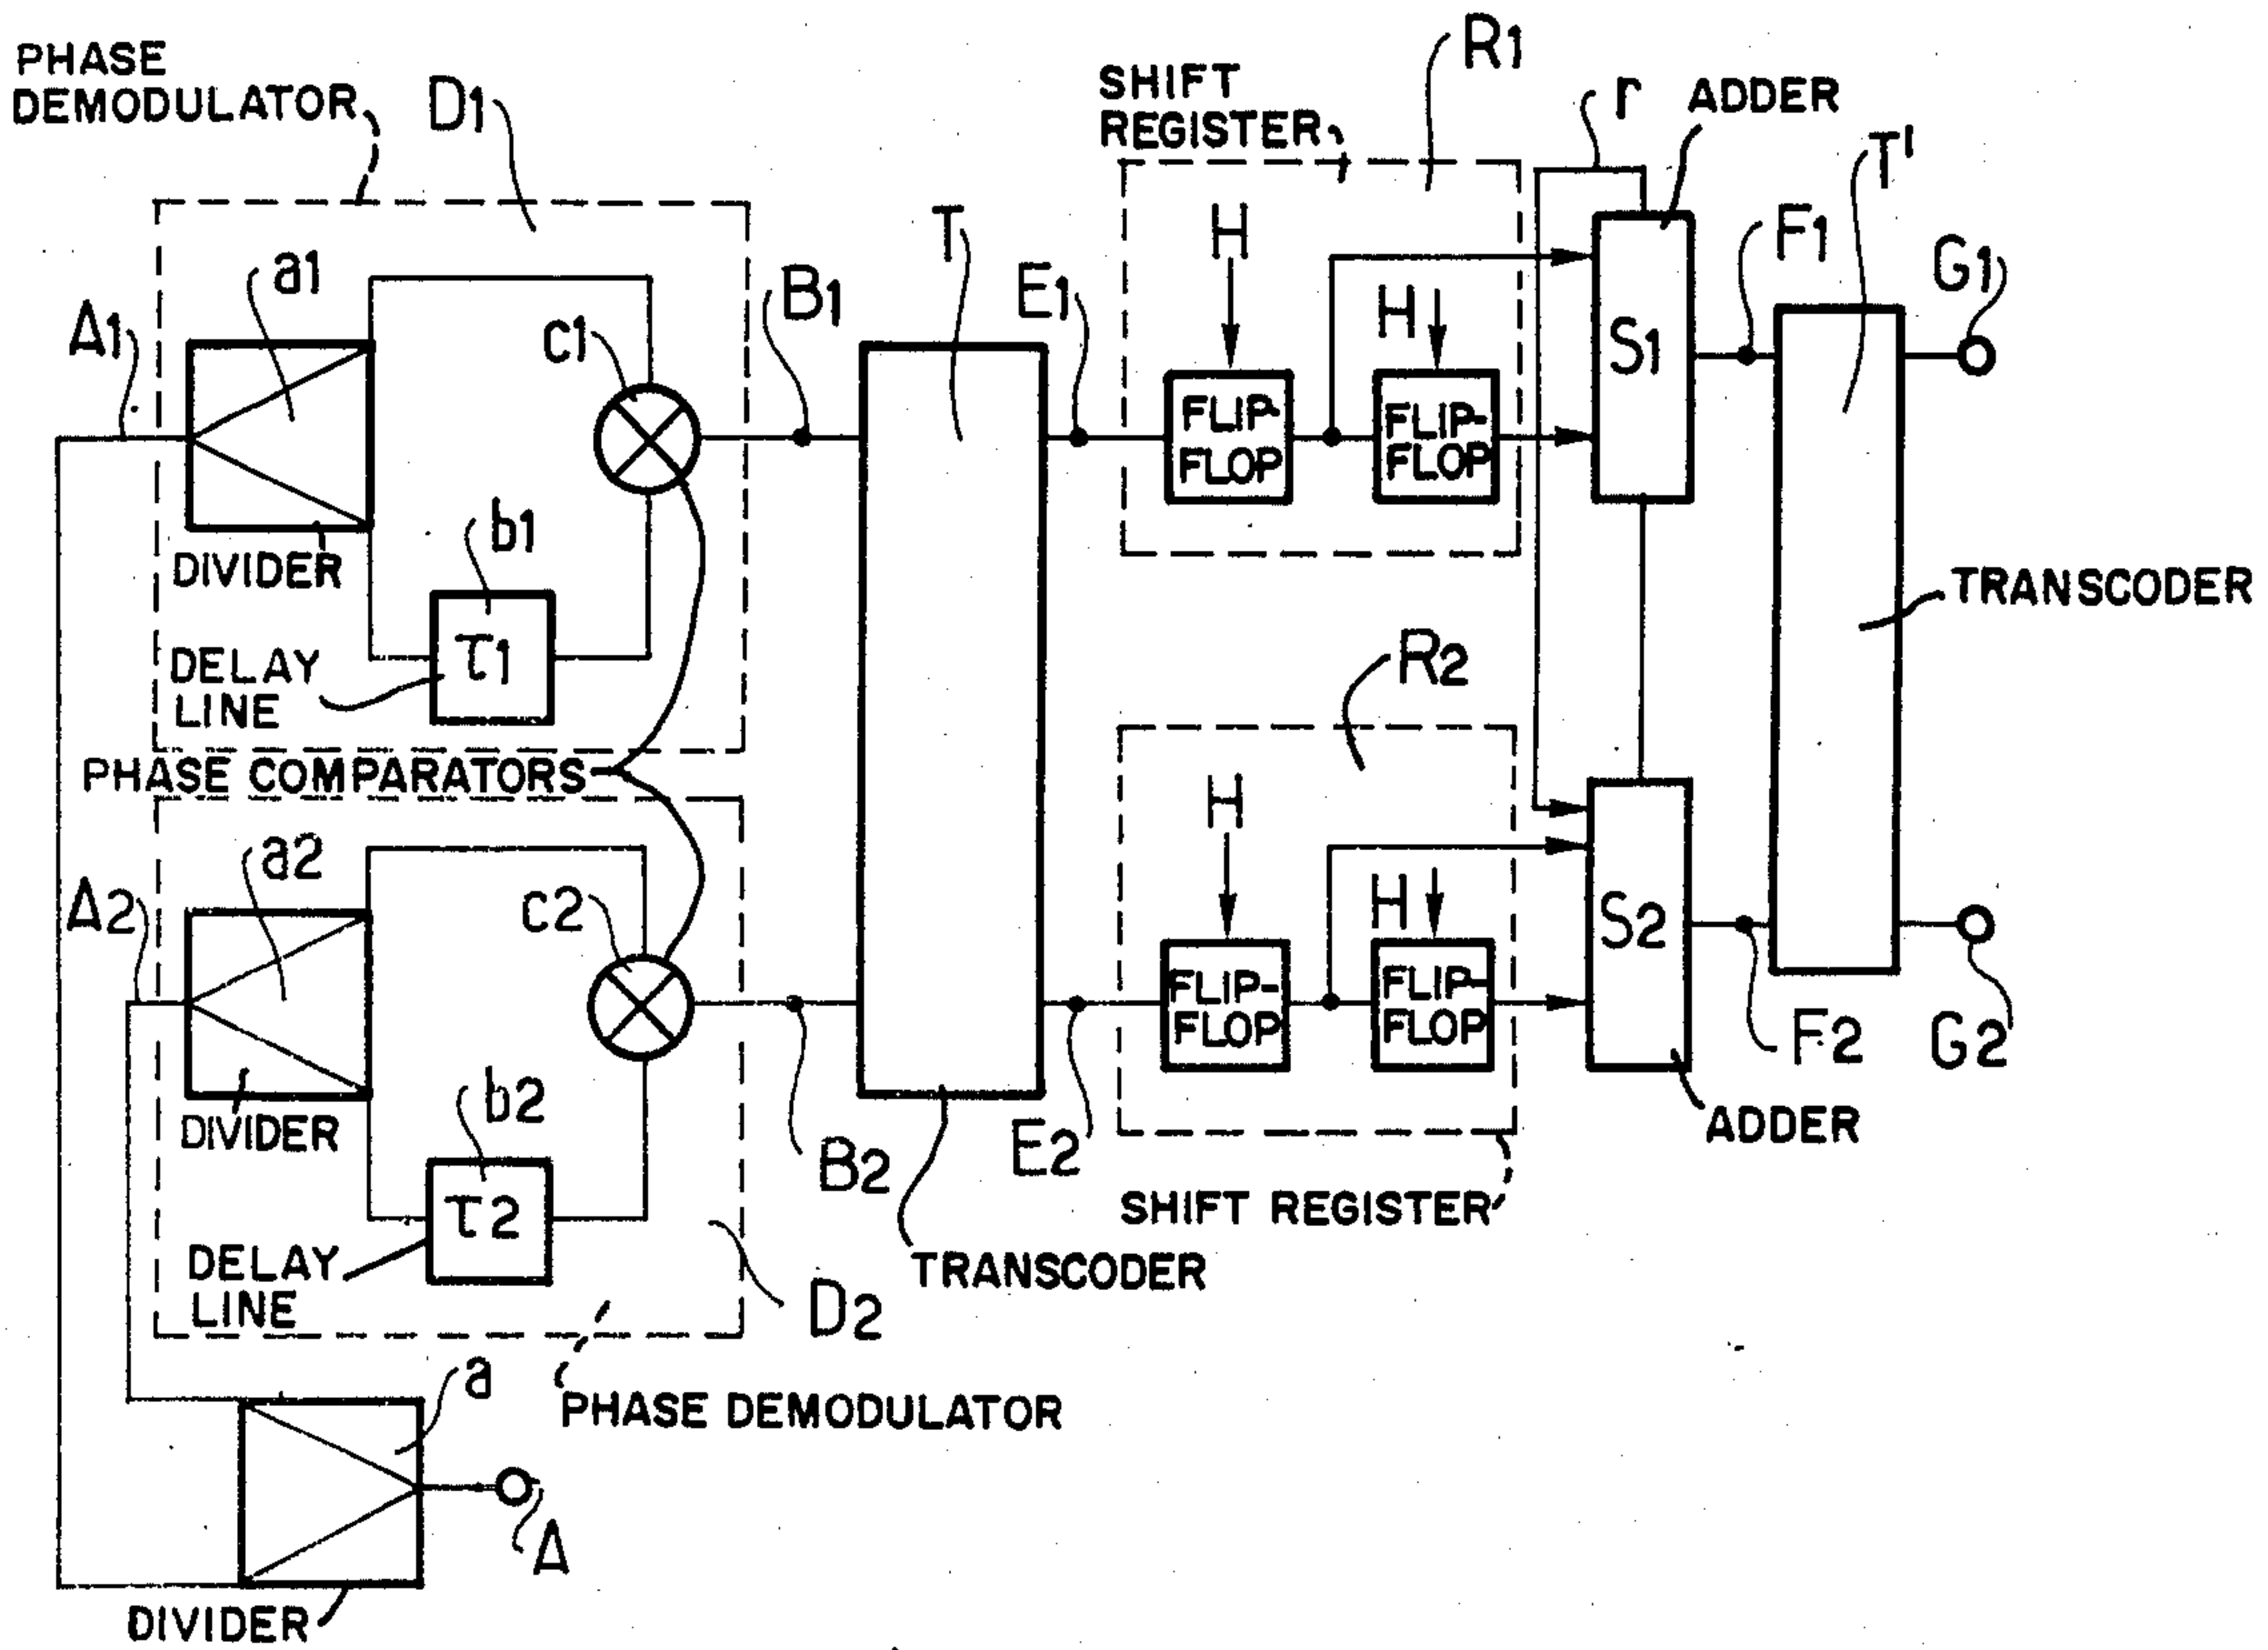 PHASE
DEMODULATOR
D1
SHIFT
REGISTER
R1
r
ADDER
T'
A1
a1
c1
B1
T
E1
H
H
FLIP-
FLOP
FLIP-
FLOP
S1
F1
G1
DIVIDER
b1
τ1
DELAY
LINE
TRANSCODER
PHASE COMPARATORS
R2
A2
a2
c2
H
H
FLIP-
FLOP
FLIP-
FLOP
S2
F2
G2
DIVIDER
b2
τ2
B2
E2
ADDER
SHIFT REGISTER
DELAY
LINE
D2
TRANSCODER
a
PHASE DEMODULATOR
A
DIVIDER